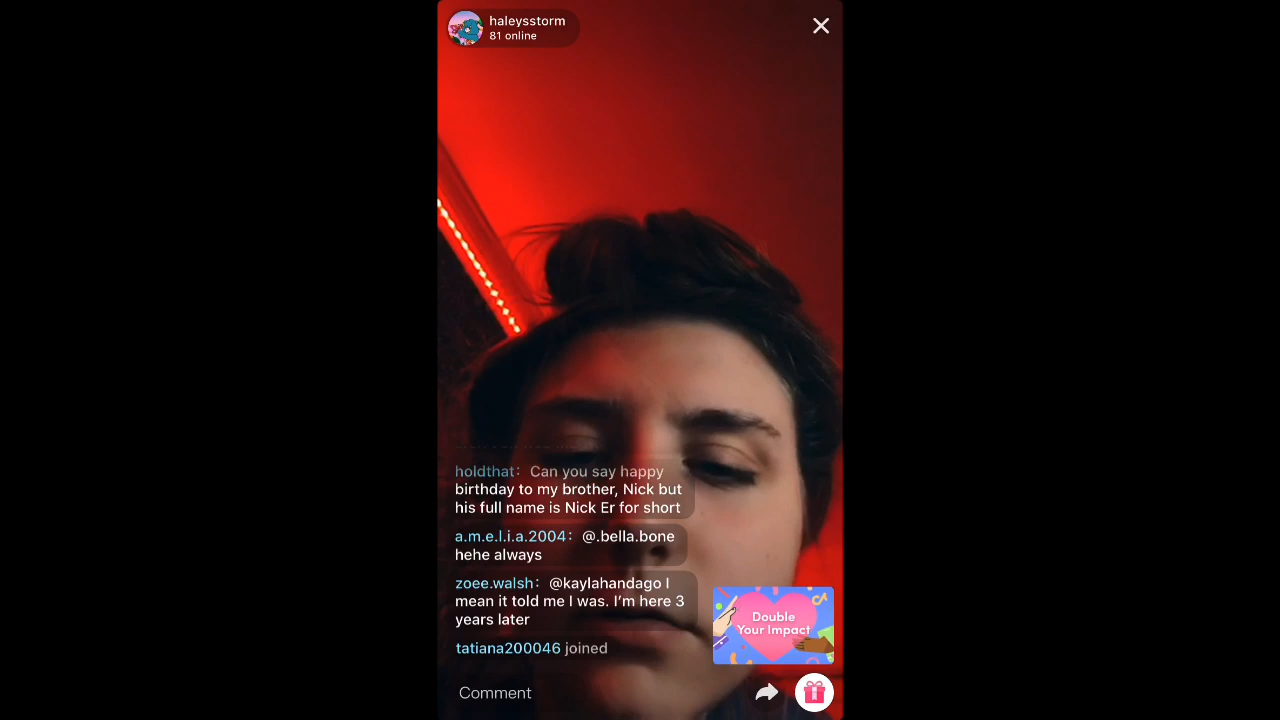 haleysstorm
81 online
holdthat: Can you say happy
birthday to my brother, Nick but
his full name is Nick Er for short
a.m.e.l.i.a.2004: @.bella.bone
hehe always
zoee.walsh: @kaylahandago I
mean it told me I was. I’m here 3
years later
Double
Your Impact
tatiana200046 joined
Comment